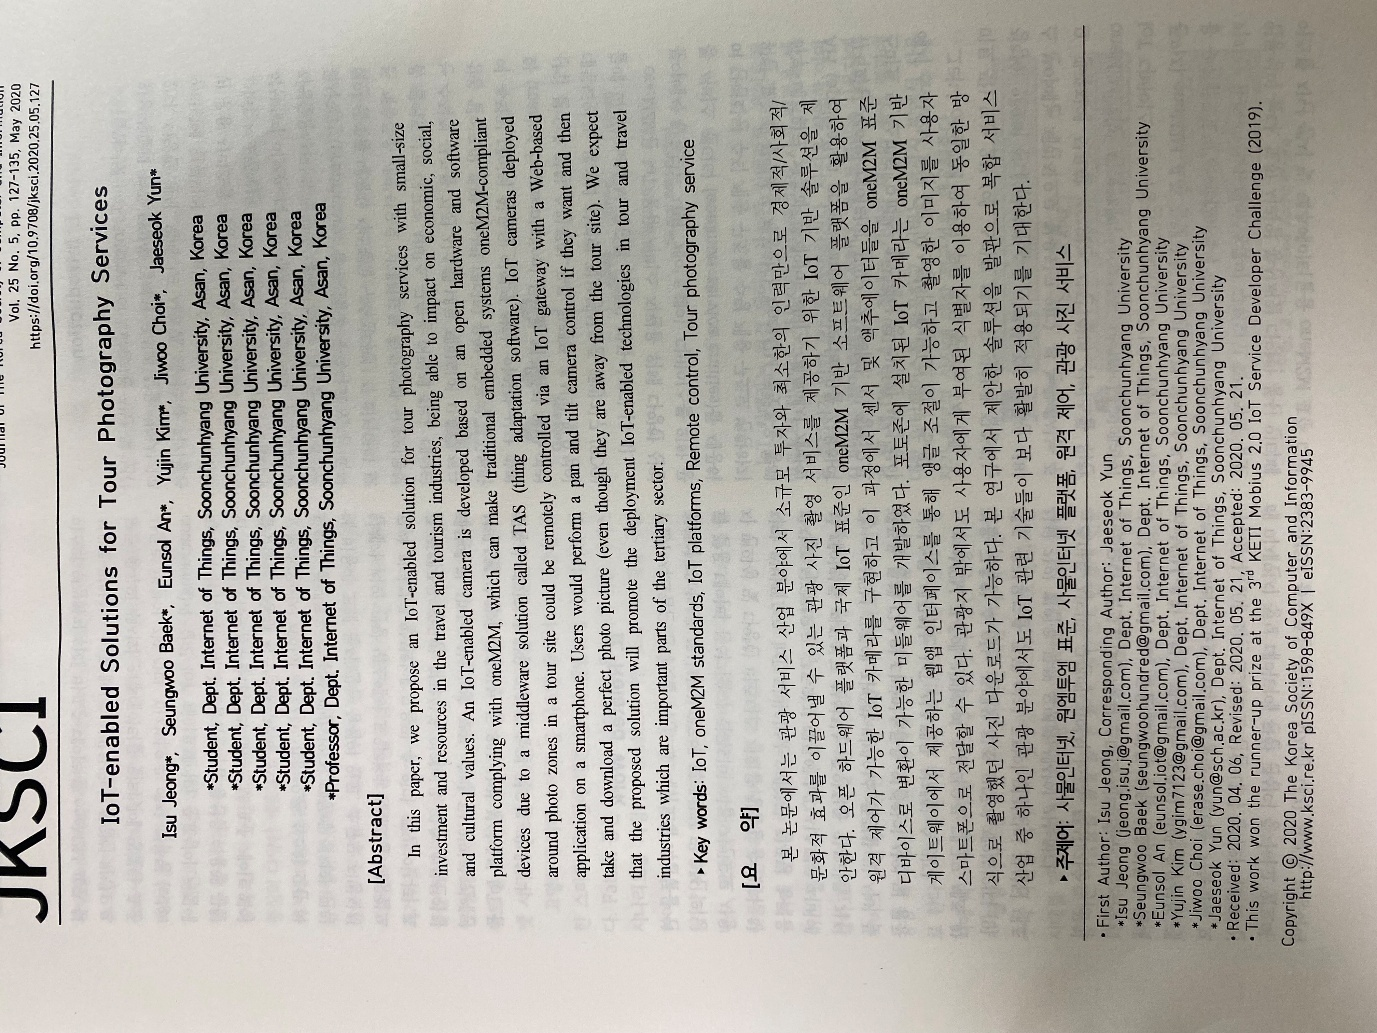 JKSCI
Journal of The Korea Society of Computer and Information
Vol. 25 No. 5, pp. 127-135, May 2020
https://doi.org/10.9708/jksci.2020.25.05.127
IoT-enabled Solutions for Tour Photography Services
Isu Jeong*, Seungwoo Baek*, Eunsol An*, Yujin Kim*, Jiwoo Choi*, Jaeseok Yun*
*Student, Dept. Internet of Things, Soonchunhyang University, Asan, Korea
*Student, Dept. Internet of Things, Soonchunhyang University, Asan, Korea
*Student, Dept. Internet of Things, Soonchunhyang University, Asan, Korea
*Student, Dept. Internet of Things, Soonchunhyang University, Asan, Korea
*Student, Dept. Internet of Things, Soonchunhyang University, Asan, Korea
*Professor, Dept. Internet of Things, Soonchunhyang University, Asan, Korea
[Abstract]
In this paper, we propose an IoT-enabled solution for tour photography services with small-size
investment and resources in the travel and tourism industries, being able to impact on economic, social,
and cultural values. An IoT-enabled camera is developed based on an open hardware and software
platform complying with oneM2M, which can make traditional embedded systems oneM2M-compliant
devices due to a middleware solution called TAS (thing adaptation software). IoT cameras deployed
around photo zones in a tour site could be remotely controlled via an IoT gateway with a Web-based
application on a smartphone. Users would perform a pan and tilt camera control if they want and then
take and download a perfect photo picture (even though they are away from the tour site). We expect
that the proposed solution will promote the deployment IoT-enabled technologies in tour and travel
industries which are important parts of the tertiary sector.
▸Key words: IoT, oneM2M standards, IoT platforms, Remote control, Tour photography service
[요 약]
본 논문에서는 관광 서비스 산업 분야에서 소규모 투자와 최소한의 인력만으로 경제적/사회적/
문화적 효과를 이끌어낼 수 있는 관광 사진 촬영 서비스를 제공하기 위한 IoT 기반 솔루션을 제
안한다. 오픈 하드웨어 플랫폼과 국제 IoT 표준인 oneM2M 기반 소프트웨어 플랫폼을 활용하여
원격 제어가 가능한 IoT 카메라를 구현하고 이 과정에서 센서 및 액추에이터들을 oneM2M 표준
디바이스로 변환이 가능한 미들웨어를 개발하였다. 포토존에 설치된 IoT 카메라는 oneM2M 기반
게이트웨이에서 제공하는 웹앱 인터페이스를 통해 앵글 조절이 가능하고 촬영한 이미지를 사용자
스마트폰으로 전달할 수 있다. 관광지 밖에서도 사용자에게 부여된 식별자를 이용하여 동일한 방
식으로 촬영했던 사진 다운로드가 가능하다. 본 연구에서 제안한 솔루션을 발판으로 복합 서비스
산업 중 하나인 관광 분야에서도 IoT 관련 기술들이 보다 활발히 적용되기를 기대한다.
▸주제어: 사물인터넷, 원엠투엠 표준, 사물인터넷 플랫폼, 원격 제어, 관광 사진 서비스
• First Author: Isu Jeong, Corresponding Author: Jaeseok Yun
*Isu Jeong (jeong.isu.j@gmail.com), Dept. Internet of Things, Soonchunhyang University
*Seungwoo Baek (seungwoohundred@gmail.com), Dept. Internet of Things, Soonchunhyang University
*Eunsol An (eunsol.iot@gmail.com), Dept. Internet of Things, Soonchunhyang University
*Yujin Kim (ygim7123@gmail.com), Dept. Internet of Things, Soonchunhyang University
*Jiwoo Choi (erase.choi@gmail.com), Dept. Internet of Things, Soonchunhyang University
*Jaeseok Yun (yun@sch.ac.kr), Dept. Internet of Things, Soonchunhyang University
• Received: 2020. 04. 06, Revised: 2020. 05. 21, Accepted: 2020. 05. 21.
• This work won the runner-up prize at the 3rd KETI Mobius 2.0 IoT Service Developer Challenge (2019).
Copyright ⓒ 2020 The Korea Society of Computer and Information
http://www.ksci.re.kr pISSN:1598-849X | eISSN:2383-9945